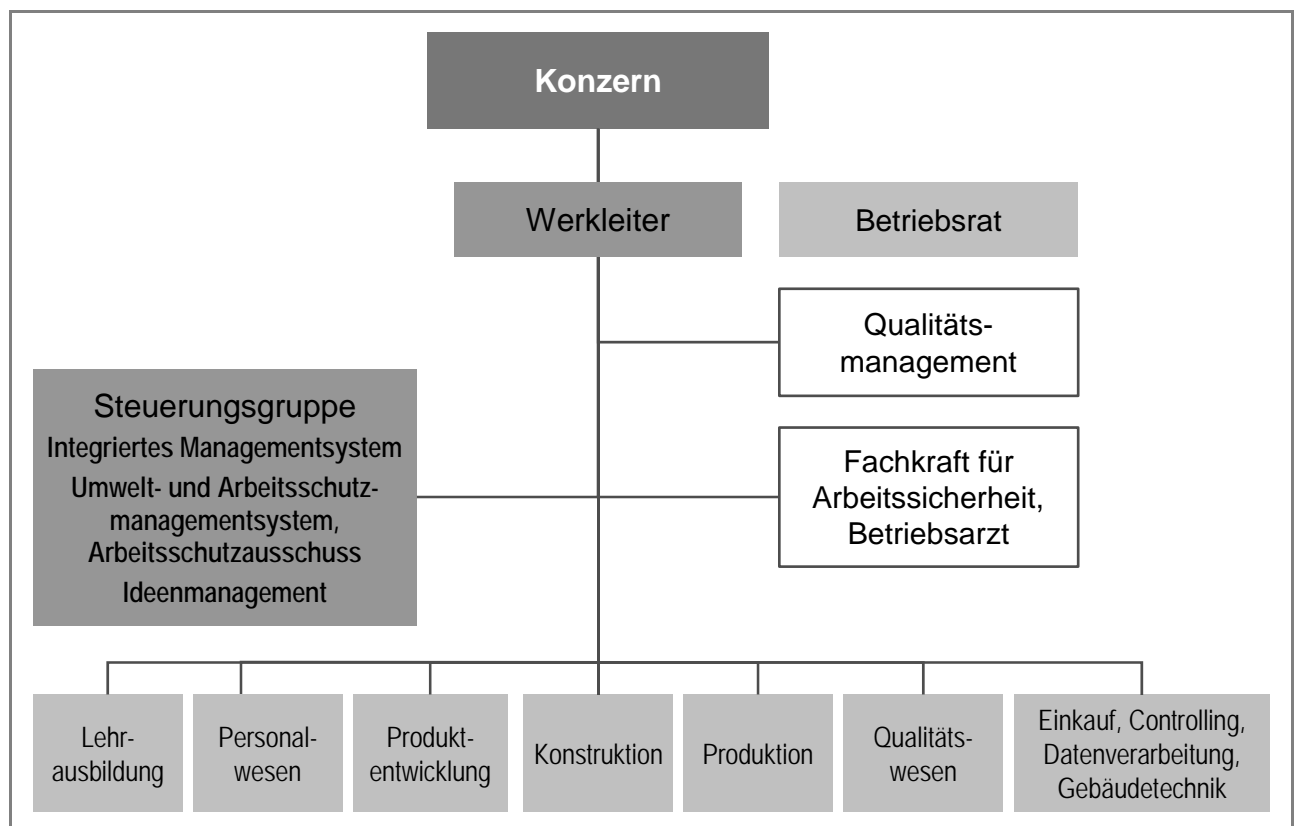 Konzern
Werkleiter
Betriebsrat
Qualitäts-
management
Steuerungsgruppe
Integriertes Managementsystem
Umwelt- und Arbeitsschutz-
managementsystem,
Arbeitsschutzausschuss
Ideenmanagement
Fachkraft für
Arbeitssicherheit,
Betriebsarzt
Lehr-
ausbildung
Personal-
wesen
Produkt-
entwicklung
Konstruktion
Produktion
Qualitäts-
wesen
Einkauf, Controlling,
Datenverarbeitung,
Gebäudetechnik